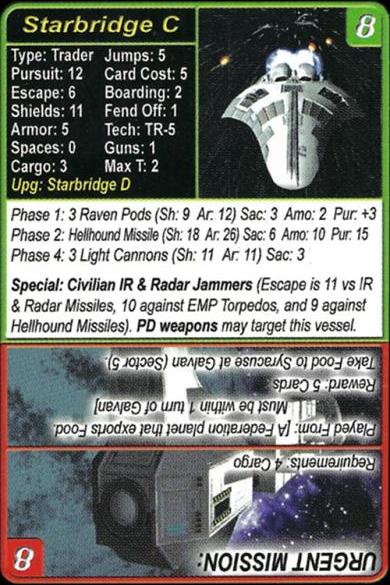 Starbridge C
8
Type: Trader Jumps: 5
Pursuit: 12 Card Cost: 5
Escape: 6 Boarding: 2
Shields: 11 Fend Off: 1
Armor: 5 Tech: TR-5
Spaces: 0 Guns: 1
Cargo: 3 Max T: 2
Upg: Starbridge D
Phase 1: 3 Raven Pods (Sh: 9 Ar: 12) Sac: 3 Amo: 2 Pur: +3
Phase 2: Hellhound Missile (Sh: 18 Ar: 26) Sac: 6 Amo: 10 Pur: 15
Phase 4: 3 Light Cannons (Sh: 11 Ar: 11) Sac: 3
Special: Civilian IR & Radar Jammers (Escape is 11 vs IR
& Radar Missiles, 10 against EMP Torpedos, and 9 against
Hellhound Missiles). PD weapons may target this vessel.
URGENT MISSION:
8
Requirements: 4 Cargo
Played From: [A Federation planet that exports Food.
Must be within 1 turn of Galvan]
Reward: 5 Cards
Take Food to Syracuse at Galvan (Sector 5).